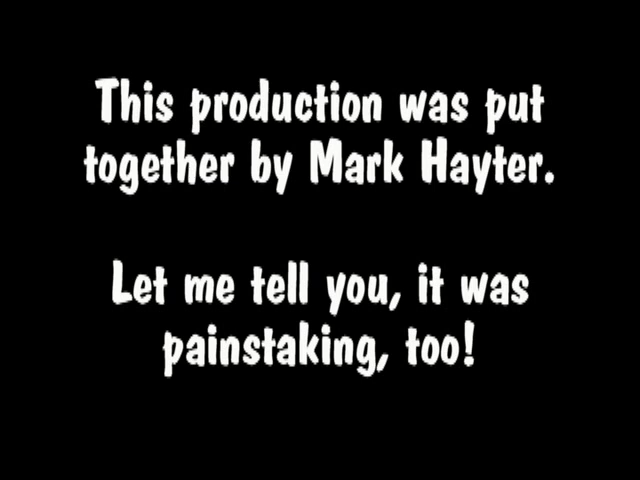 This production was put
together by Mark Hayter.
Let me tell you, it was
painstaking, too!